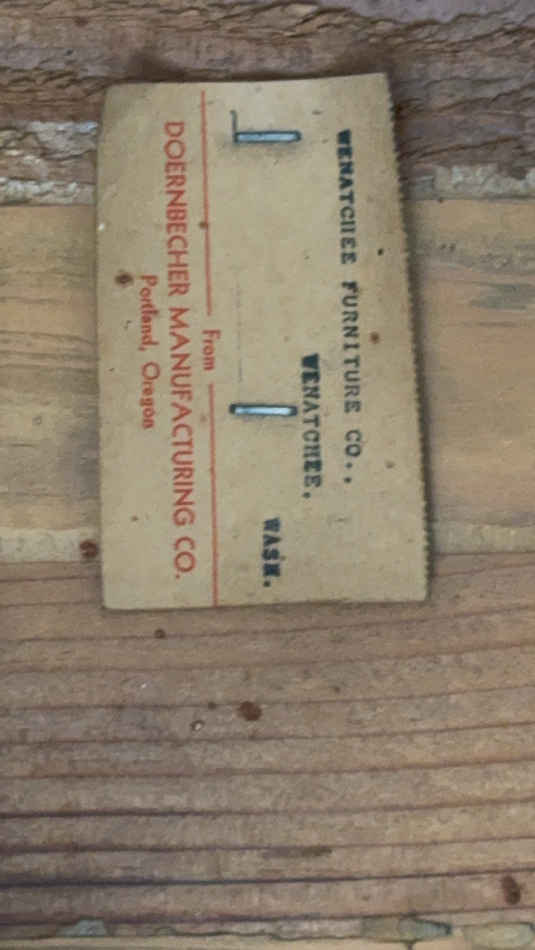 WENATCHEE FURNITURE CO.,
WENATCHEE,
WASH.
From
DOERNBECHER MANUFACTURING CO.
Portland, Oregon